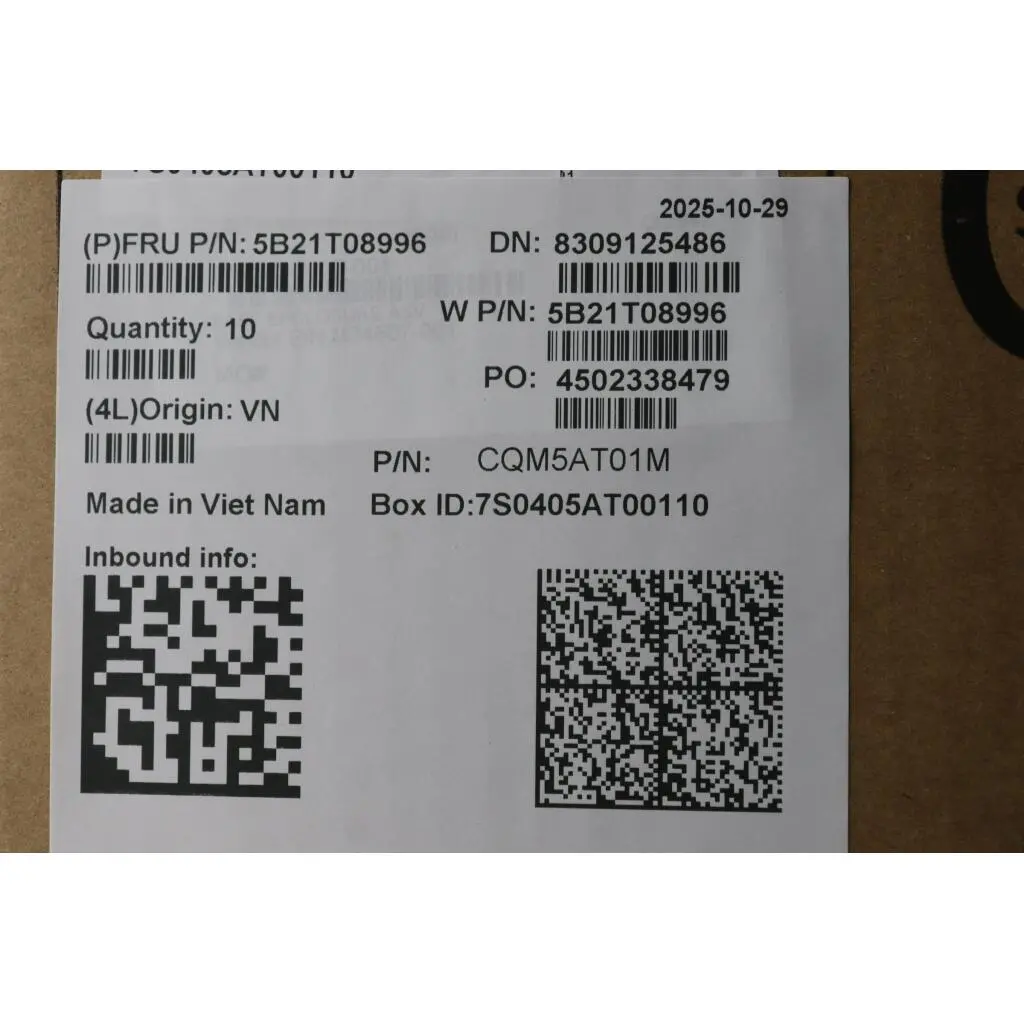 7S0405AT00110
2025-10-29
(P)FRU P/N: 5B21T08996 DN: 8309125486
W P/N: 5B21T08996
Quantity: 10
PO: 4502338479
(4L)Origin: VN
P/N: CQM5AT01M
Made in Viet Nam Box ID:7S0405AT00110
Inbound info: